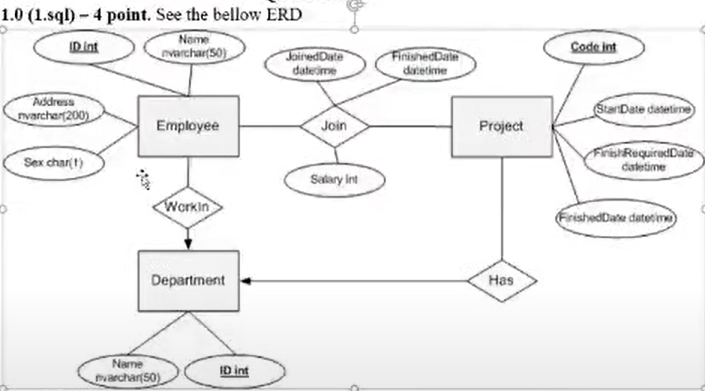 1.0 (1.sql) – 4 point. See the bellow ERD
ID int
Name
nvarchar(50)
JoinedDate
datetime
FinishedDate
datetime
Code int
Address
nvarchar(200)
Employee
Join
Project
StartDate datetime
Sex char(1)
Salary int
FinishRequiredDate
datetime
WorkIn
FinishedDate datetime
Department
Has
Name
nvarchar(50)
ID int